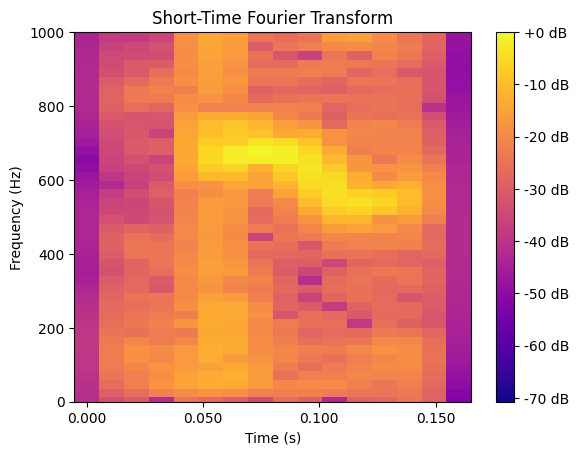 Short-Time Fourier Transform
1000
800
600
400
200
0
Frequency (Hz)
0.000
0.050
0.100
0.150
Time (s)
+0 dB
-10 dB
-20 dB
-30 dB
-40 dB
-50 dB
-60 dB
-70 dB